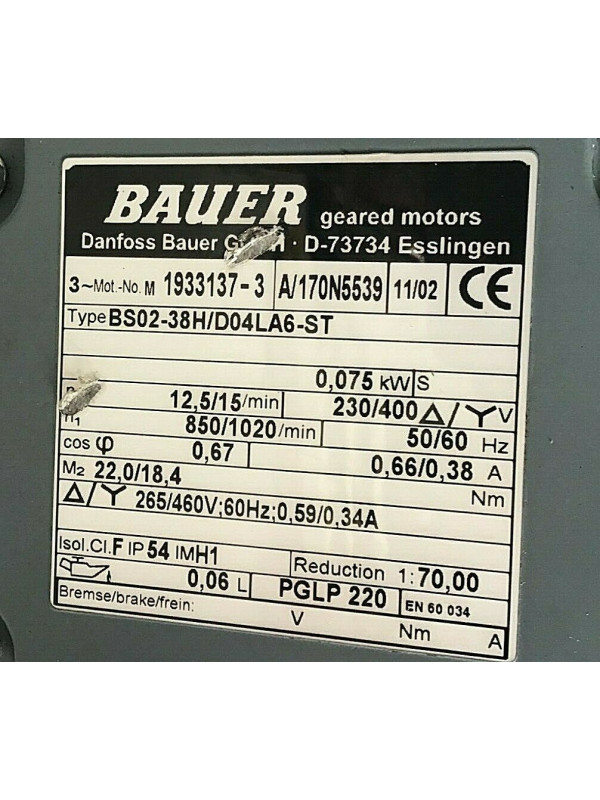 BAUER geared motors
Danfoss Bauer · D-73734 Esslingen
3~Mot.-No. M 1933137-3 A/170N5539 11/02 CE
Type BS02-38H/D04LA6-ST
0,075 kW S
12,5/15/min 230/400 Δ/Y V
n1 850/1020/min 50/60 Hz
cos φ 0,67 0,66/0,38 A
M2 22,0/18,4 Nm
Δ/Y 265/460V;60Hz;0,59/0,34A
Isol.Cl.F IP 54 IMH1 Reduction 1:70,00
0,06 L PGLP 220 EN 60 034
Bremse/brake/frein: V Nm A